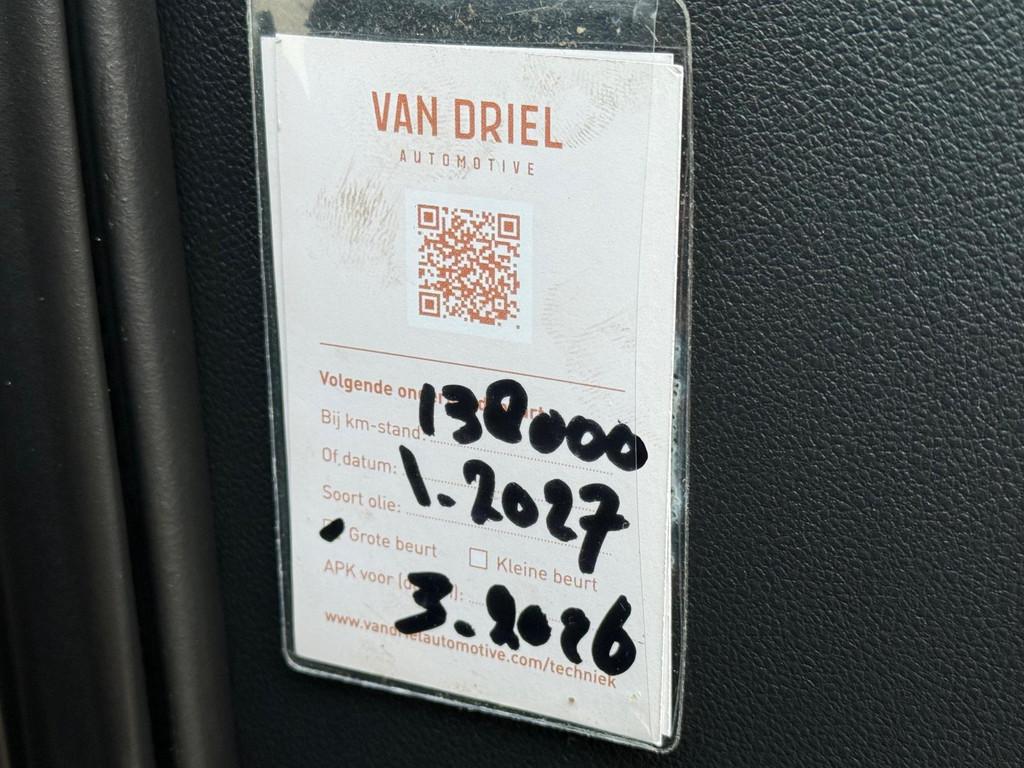 VAN DRIEL
AUTOMOTIVE
Volgende
Bij km-stand: 138000
Of datum: 1.2027
Soort olie:
Grote beurt Kleine beurt
APK voor 3.2026
www.vandrielautomotive.com/techniek